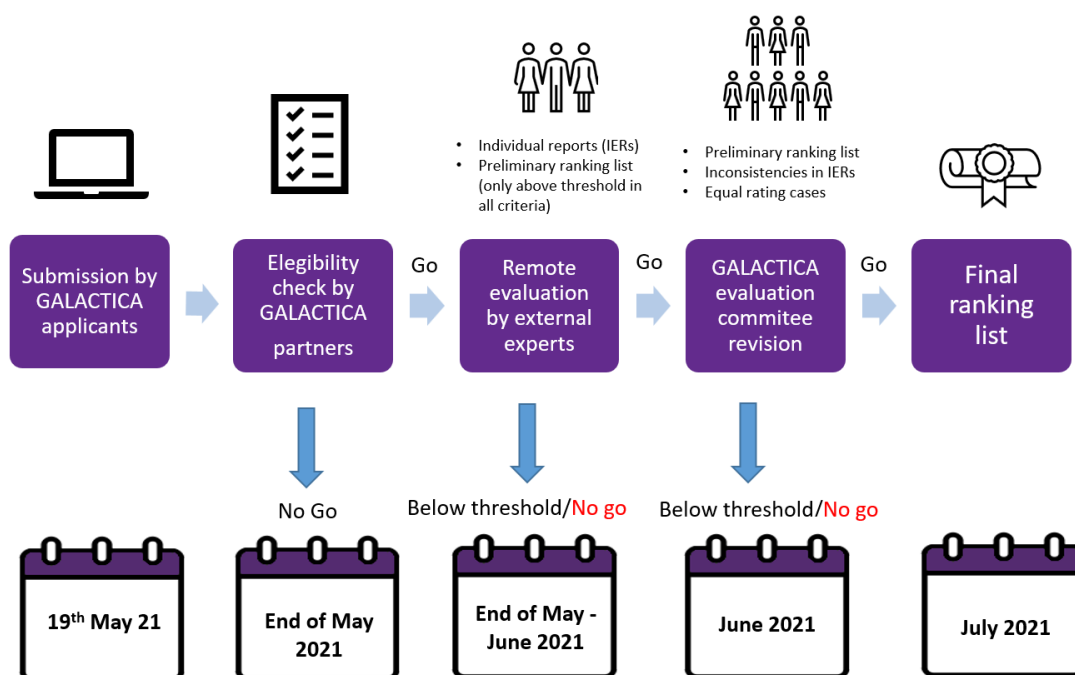 • Individual reports (IERs)
• Preliminary ranking list
(only above threshold in
all criteria)
• Preliminary ranking list
• Inconsistencies in IERs
• Equal rating cases
Submission by
GALACTICA
applicants
Elegibility
check by
GALACTICA
partners
Go
Remote
evaluation
by external
experts
Go
GALACTICA
evaluation
commitee
revision
Go
Final
ranking
list
No Go
Below threshold/No go
Below threshold/No go
19th May 21
End of May
2021
End of May -
June 2021
June 2021
July 2021